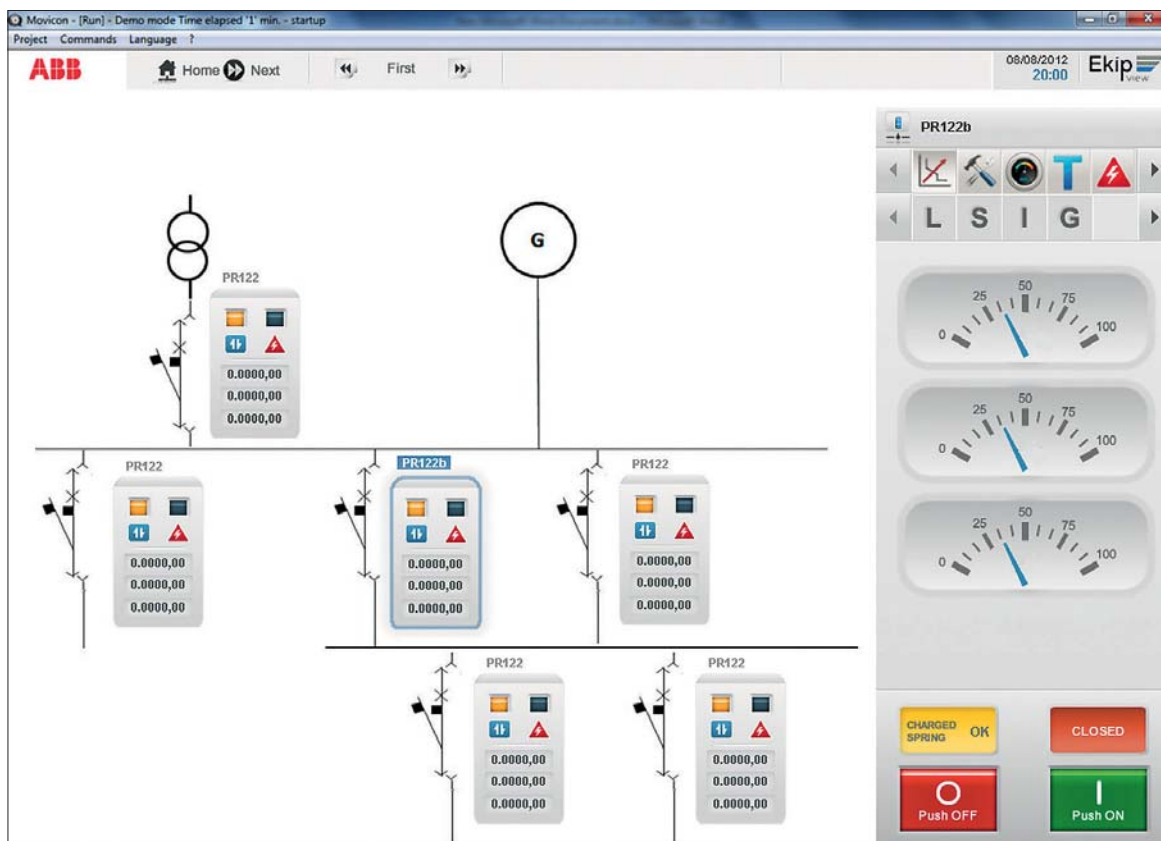 Movicon - [Run] - Demo mode Time elapsed '1' min. - startup
Project Commands Language ?
ABB
Home Next First
08/08/2012
20:00
Ekip
view
PR122b
T
L S I G
G
PR122
0.0000,00
0.0000,00
0.0000,00
PR122
0.0000,00
0.0000,00
0.0000,00
PR122b
0.0000,00
0.0000,00
0.0000,00
PR122
0.0000,00
0.0000,00
0.0000,00
PR122
0.0000,00
0.0000,00
0.0000,00
PR122
0.0000,00
0.0000,00
0.0000,00
0 25 50 75 100
0 25 50 75 100
0 25 50 75 100
CHARGED
SPRING OK
CLOSED
O
Push OFF
I
Push ON